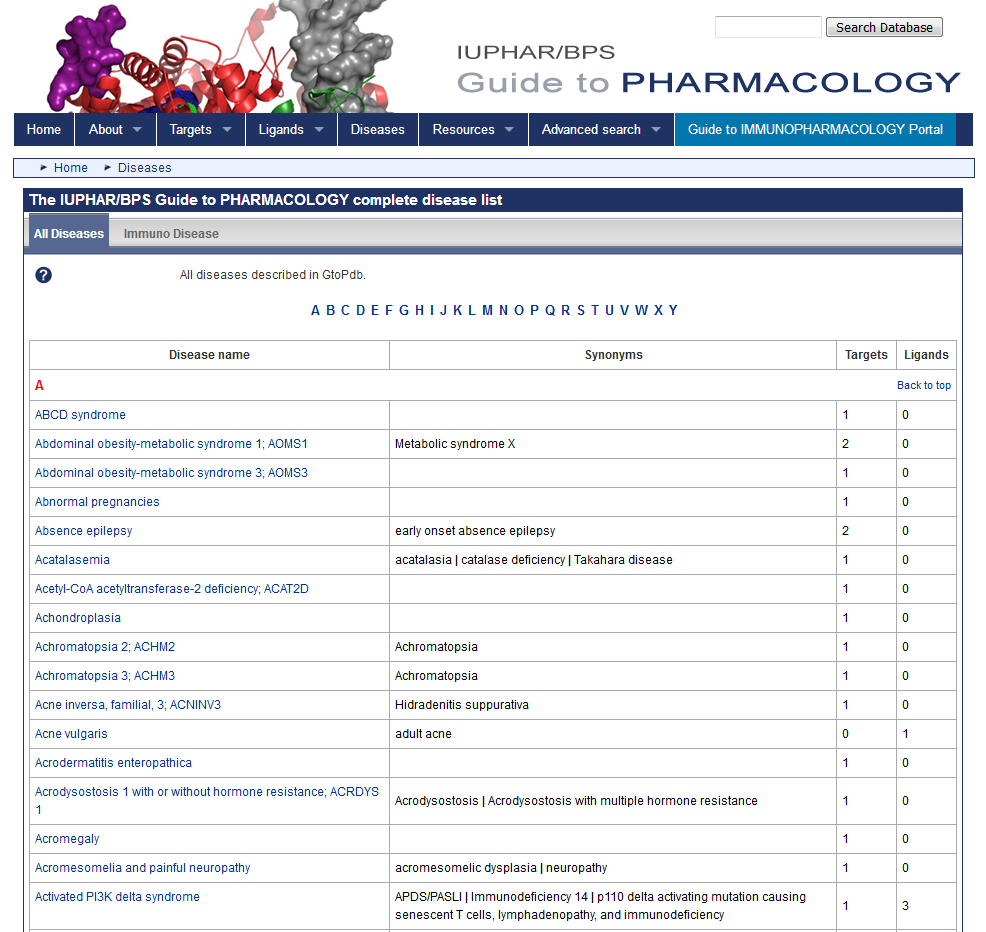 Search Database
IUPHAR/BPS
Guide to PHARMACOLOGY
Home About Targets Ligands Diseases Resources Advanced search Guide to IMMUNOPHARMACOLOGY Portal
Home Diseases
The IUPHAR/BPS Guide to PHARMACOLOGY complete disease list
All Diseases Immuno Disease
? All diseases described in GtoPdb.
A B C D E F G H I J K L M N O P Q R S T U V W X Y
Disease name Synonyms Targets Ligands
A Back to top
ABCD syndrome 1 0
Abdominal obesity-metabolic syndrome 1; AOMS1 Metabolic syndrome X 2 0
Abdominal obesity-metabolic syndrome 3; AOMS3 1 0
Abnormal pregnancies 1 0
Absence epilepsy early onset absence epilepsy 2 0
Acatalasemia acatalasia | catalase deficiency | Takahara disease 1 0
Acetyl-CoA acetyltransferase-2 deficiency; ACAT2D 1 0
Achondroplasia 1 0
Achromatopsia 2; ACHM2 Achromatopsia 1 0
Achromatopsia 3; ACHM3 Achromatopsia 1 0
Acne inversa, familial, 3; ACNINV3 Hidradenitis suppurativa 1 0
Acne vulgaris adult acne 0 1
Acrodermatitis enteropathica 1 0
Acrodysostosis 1 with or without hormone resistance; ACRDYS
1 Acrodysostosis | Acrodysostosis with multiple hormone resistance 1 0
Acromegaly 1 0
Acromesomelia and painful neuropathy acromesomelic dysplasia | neuropathy 1 0
Activated PI3K delta syndrome APDS/PASLI | Immunodeficiency 14 | p110 delta activating mutation causing
senescent T cells, lymphadenopathy, and immunodeficiency 1 3